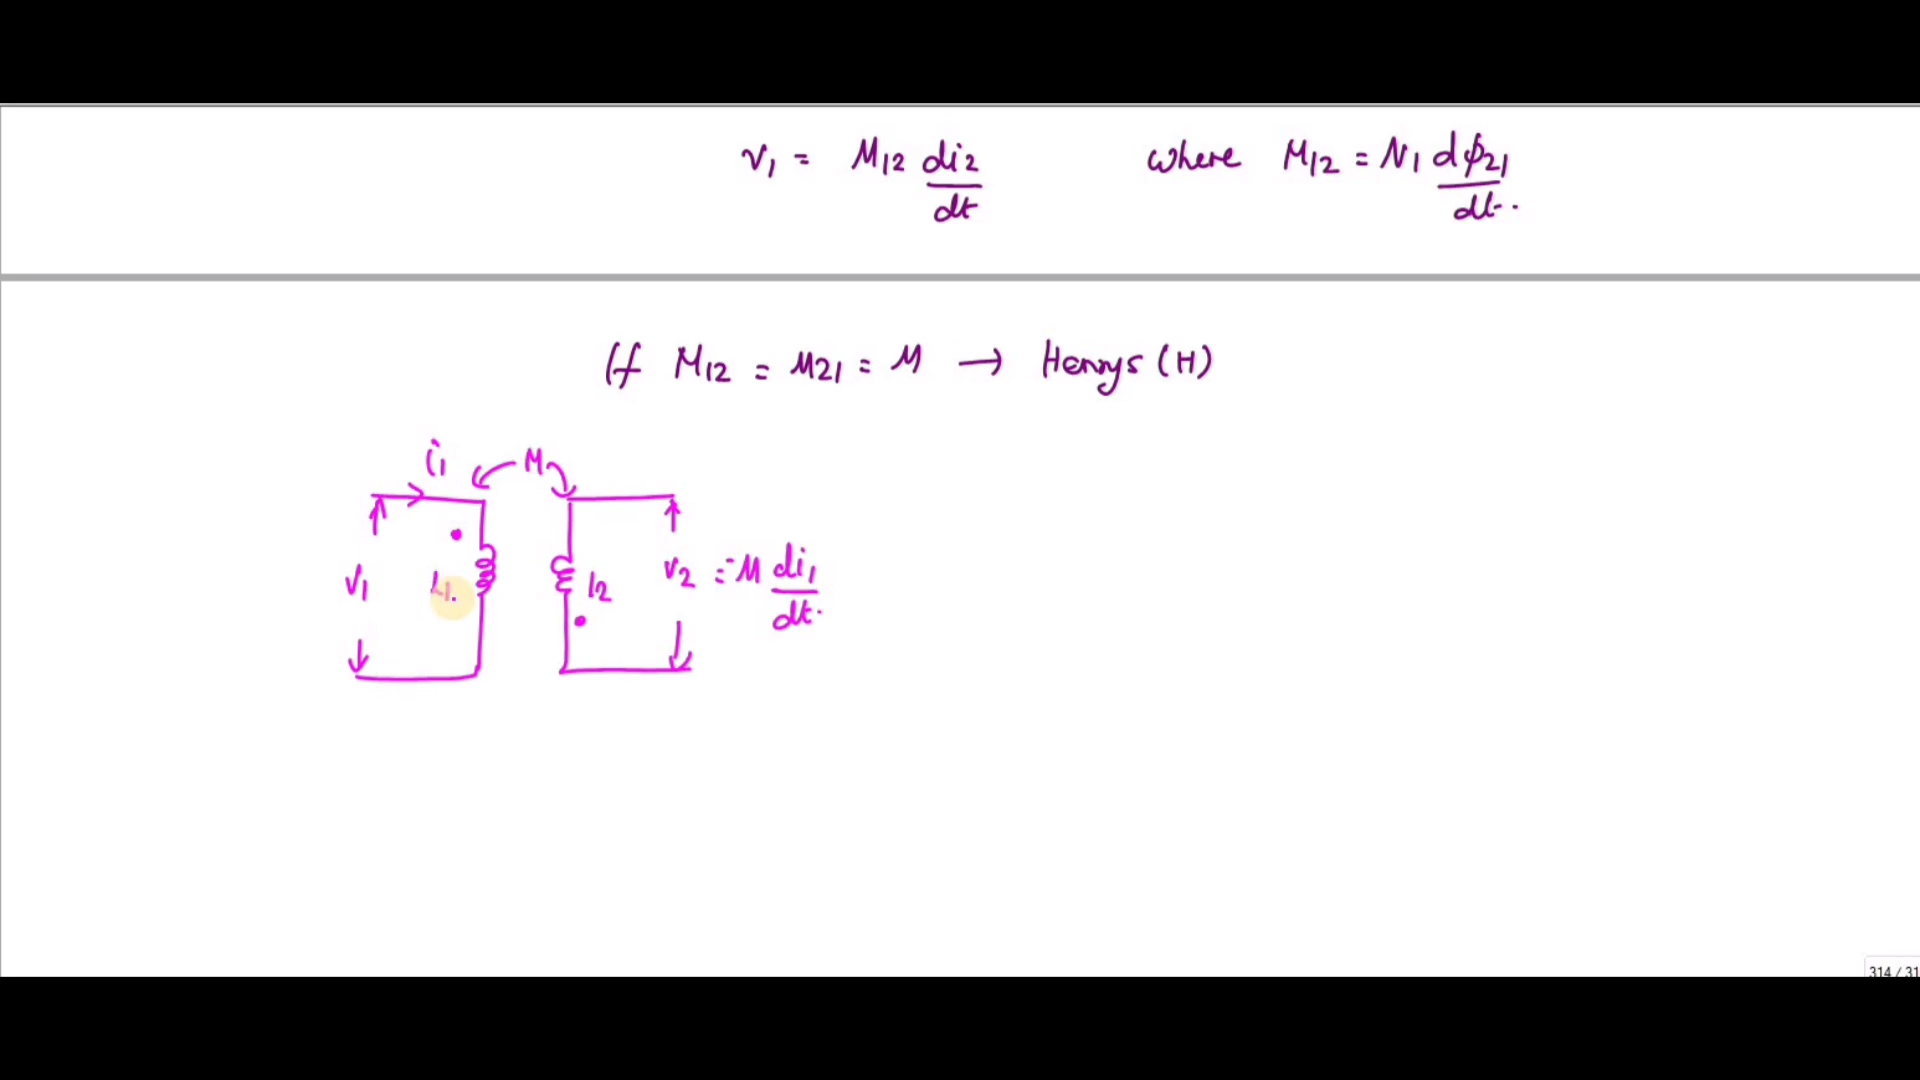 v₁ = M₁₂ di₂/dt where M₁₂ = N₁ dϕ₂₁/dt.
If M₁₂ = M₂₁ = M → Henrys (H)
i₁ M
v₁ L₁. l₂ v₂ = -M di₁/dt.
314 / 31